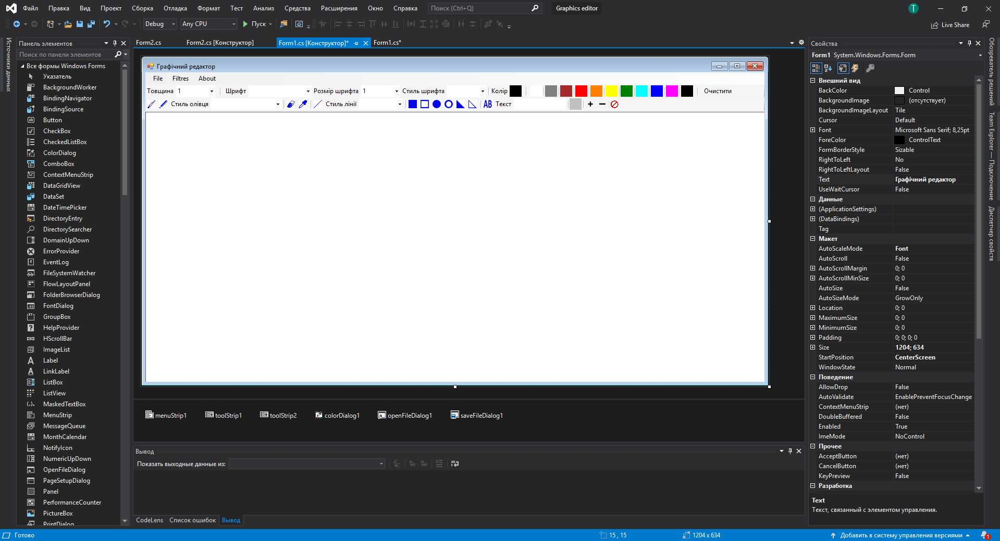 Файл Правка Вид Проект Сборка Отладка Формат Тест Анализ Средства Расширения Окно Справка Поиск (Ctrl+Q) Graphics editor T
Debug Any CPU Пуск Live Share
Источники данных
Панель элементов
Поиск по панели элементов
Все формы Windows Forms
Указатель
BackgroundWorker
BindingNavigator
BindingSource
Button
CheckBox
CheckedListBox
ColorDialog
ComboBox
ContextMenuStrip
DataGridView
DataSet
DateTimePicker
DirectoryEntry
DirectorySearcher
DomainUpDown
ErrorProvider
EventLog
FileSystemWatcher
FlowLayoutPanel
FolderBrowserDialog
FontDialog
GroupBox
HelpProvider
HScrollBar
ImageList
Label
LinkLabel
ListBox
ListView
MaskedTextBox
MenuStrip
MessageQueue
MonthCalendar
NotifyIcon
NumericUpDown
OpenFileDialog
PageSetupDialog
Panel
PerformanceCounter
PictureBox
PrintDialog
Form2.cs Form2.cs [Конструктор] Form1.cs [Конструктор]* Form1.cs*
Графічний редактор
File Filtres About
Товщина 1 Шрифт Розмір шрифта 1 Стиль шрифта Колір Очистити
Стиль олівця Стиль лінії AB Текст
menuStrip1 toolStrip1 toolStrip2 colorDialog1 openFileDialog1 saveFileDialog1
Вывод
Показать выходные данные из:
CodeLens Список ошибок Вывод
Свойства
Form1 System.Windows.Forms.Form
Внешний вид
BackColor Control
BackgroundImage (отсутствует)
BackgroundImageLayout Tile
Cursor Default
Font Microsoft Sans Serif; 8,25pt
ForeColor ControlText
FormBorderStyle Sizable
RightToLeft No
RightToLeftLayout False
Text Графічний редактор
UseWaitCursor False
Данные
(ApplicationSettings)
(DataBindings)
Tag
Макет
AutoScaleMode Font
AutoScroll False
AutoScrollMargin 0; 0
AutoScrollMinSize 0; 0
AutoSize False
AutoSizeMode GrowOnly
Location 0; 0
MaximumSize 0; 0
MinimumSize 0; 0
Padding 0; 0; 0; 0
Size 1204; 634
StartPosition CenterScreen
WindowState Normal
Поведение
AllowDrop False
AutoValidate EnablePreventFocusChange
ContextMenuStrip (нет)
DoubleBuffered False
Enabled True
ImeMode NoControl
Прочее
AcceptButton (нет)
CancelButton (нет)
KeyPreview False
Разработка
Text
Текст, связанный с элементом управления.
Обозреватель решений
Team Explorer — Подключение
Диспетчер свойств
Готово 15 , 15 1204 x 634 Добавить в систему управления версиями 1